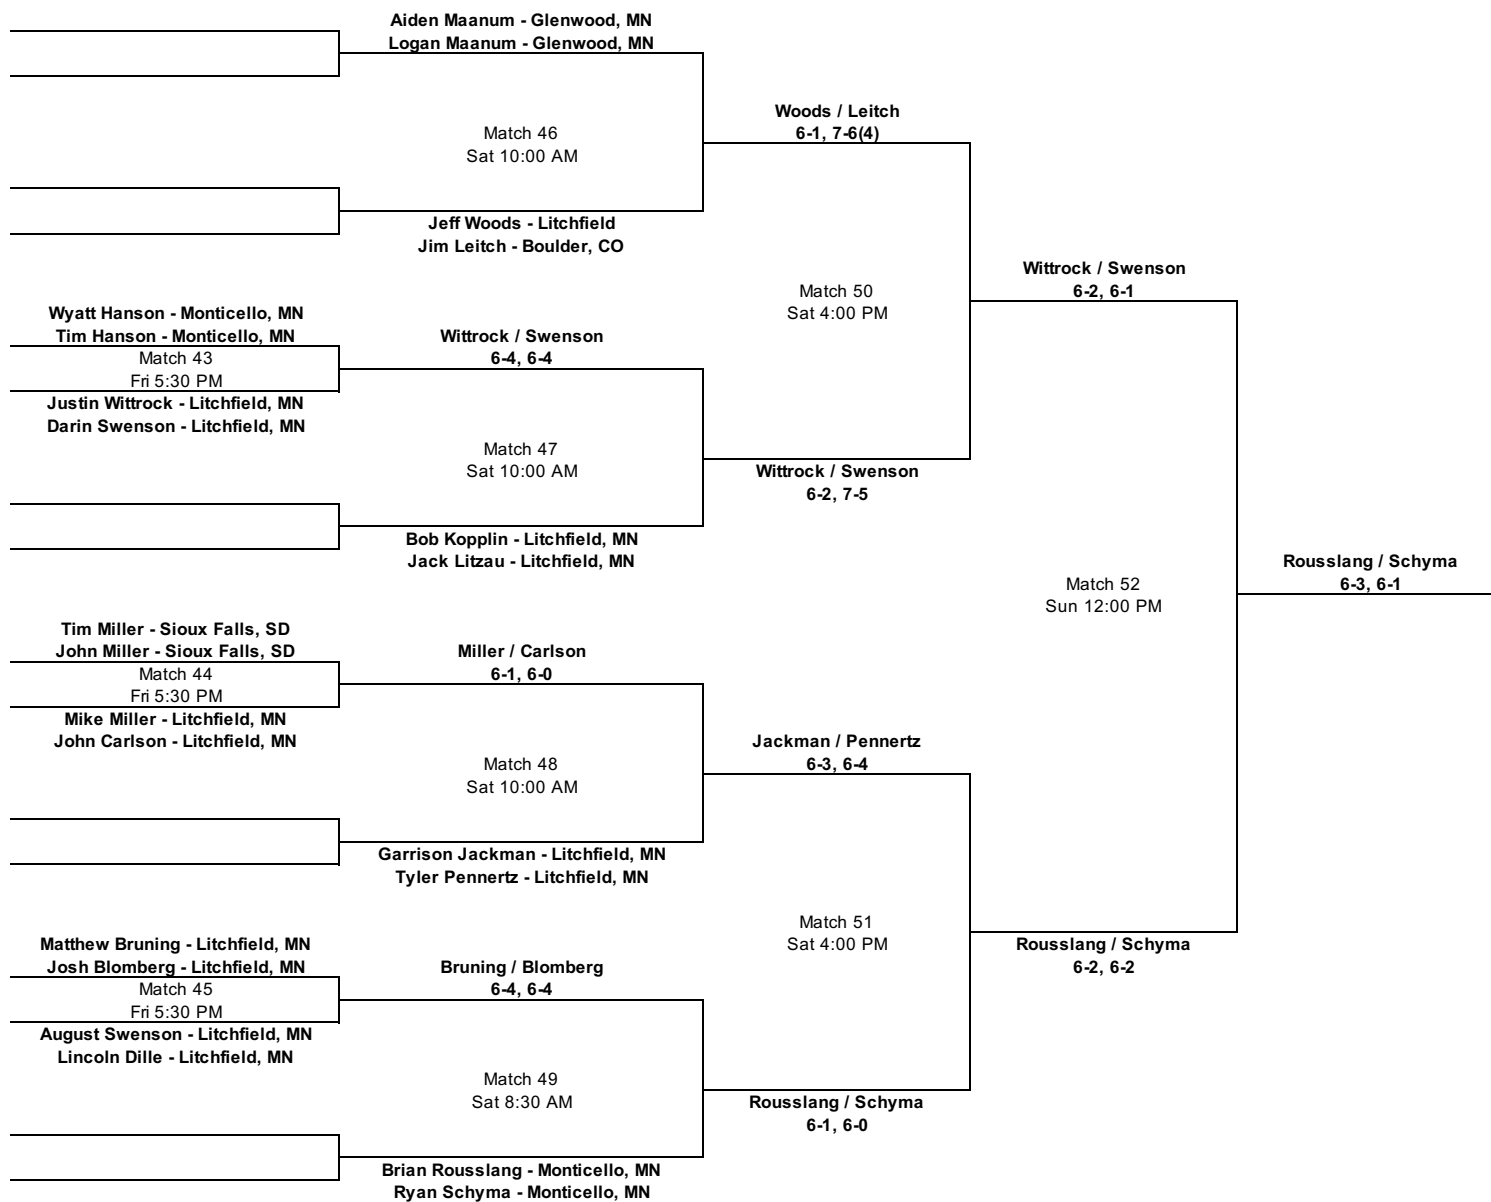 Aiden Maanum - Glenwood, MN
Logan Maanum - Glenwood, MN
Match 46
Sat 10:00 AM
Jeff Woods - Litchfield
Jim Leitch - Boulder, CO
Woods / Leitch
6-1, 7-6(4)
Wyatt Hanson - Monticello, MN
Tim Hanson - Monticello, MN
Match 43
Fri 5:30 PM
Justin Wittrock - Litchfield, MN
Darin Swenson - Litchfield, MN
Wittrock / Swenson
6-4, 6-4
Match 47
Sat 10:00 AM
Bob Kopplin - Litchfield, MN
Jack Litzau - Litchfield, MN
Match 50
Sat 4:00 PM
Wittrock / Swenson
6-2, 7-5
Wittrock / Swenson
6-2, 6-1
Tim Miller - Sioux Falls, SD
John Miller - Sioux Falls, SD
Match 44
Fri 5:30 PM
Mike Miller - Litchfield, MN
John Carlson - Litchfield, MN
Miller / Carlson
6-1, 6-0
Match 48
Sat 10:00 AM
Garrison Jackman - Litchfield, MN
Tyler Pennertz - Litchfield, MN
Jackman / Pennertz
6-3, 6-4
Matthew Bruning - Litchfield, MN
Josh Blomberg - Litchfield, MN
Match 45
Fri 5:30 PM
August Swenson - Litchfield, MN
Lincoln Dille - Litchfield, MN
Bruning / Blomberg
6-4, 6-4
Match 49
Sat 8:30 AM
Brian Rousslang - Monticello, MN
Ryan Schyma - Monticello, MN
Match 51
Sat 4:00 PM
Rousslang / Schyma
6-1, 6-0
Rousslang / Schyma
6-2, 6-2
Match 52
Sun 12:00 PM
Rousslang / Schyma
6-3, 6-1